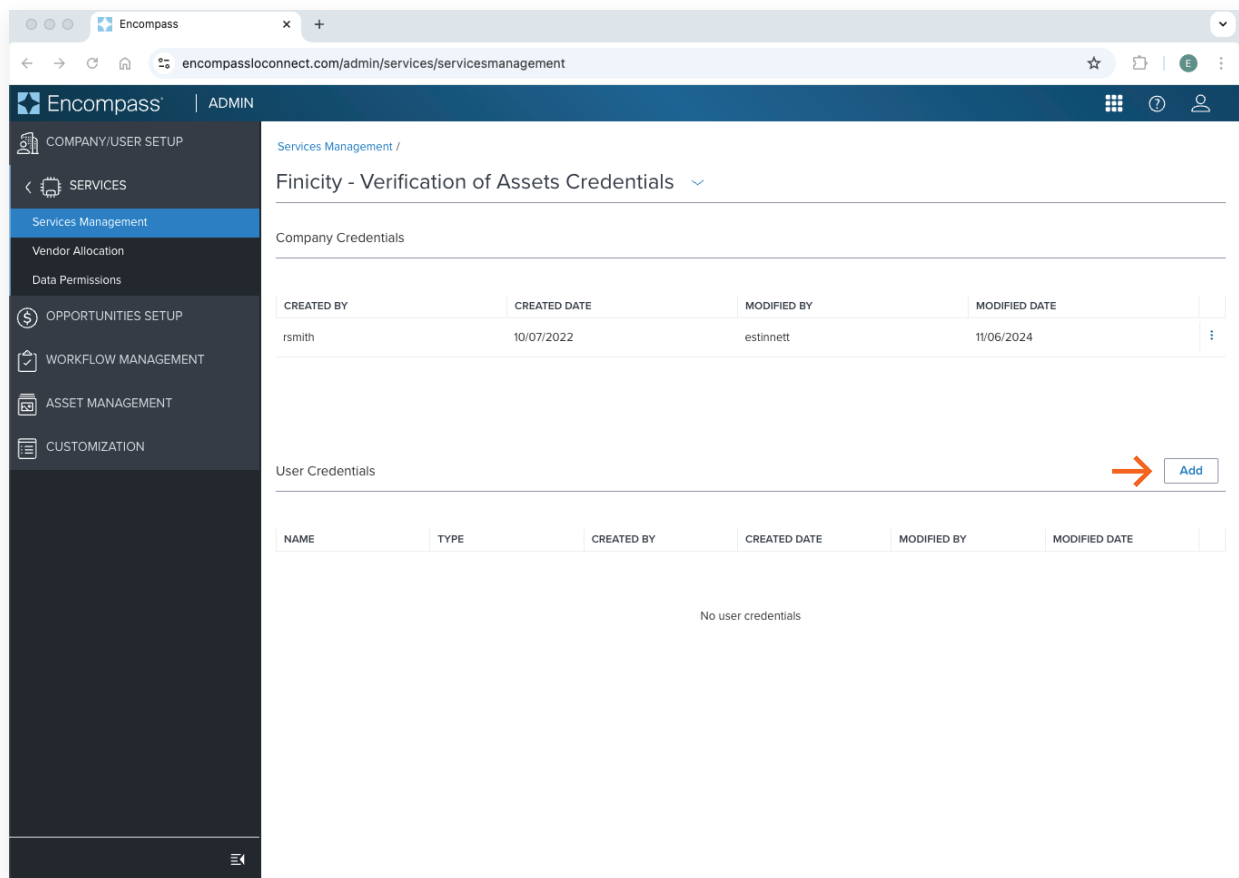 Encompass
encompassloconnect.com/admin/services/servicesmanagement
E
Encompass® | ADMIN
COMPANY/USER SETUP
SERVICES
Services Management
Vendor Allocation
Data Permissions
OPPORTUNITIES SETUP
WORKFLOW MANAGEMENT
ASSET MANAGEMENT
CUSTOMIZATION
Services Management /
Finicity - Verification of Assets Credentials
Company Credentials
CREATED BY CREATED DATE MODIFIED BY MODIFIED DATE
rsmith 10/07/2022 estinnett 11/06/2024
User Credentials Add
NAME TYPE CREATED BY CREATED DATE MODIFIED BY MODIFIED DATE
No user credentials